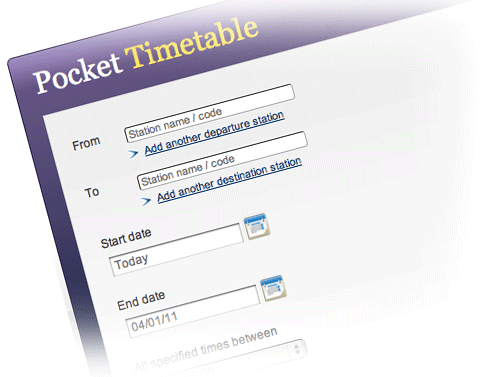 Pocket Timetable
From
Station name / code
Add another departure station
To
Station name / code
Add another destination station
Start date
Today
End date
04/01/11
All specified times between